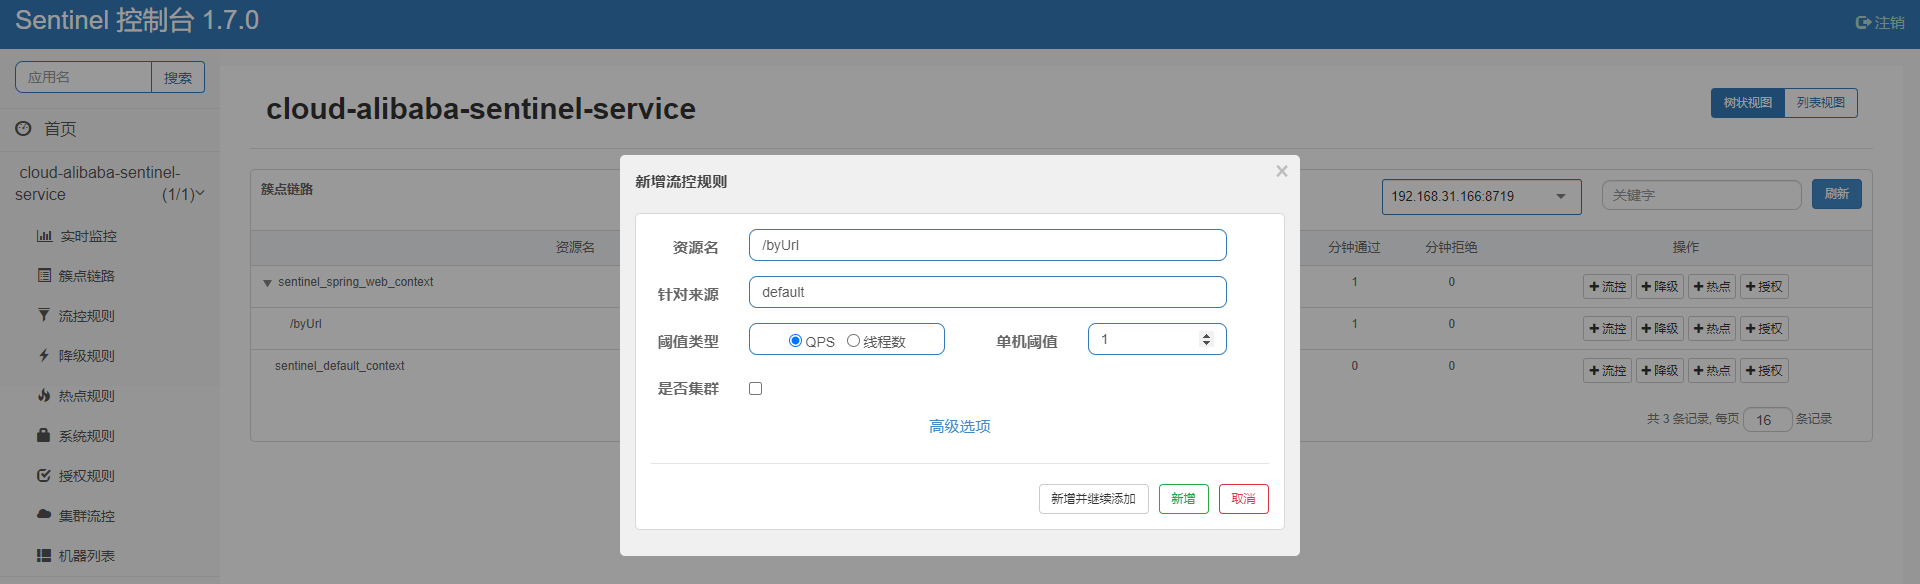 Sentinel 控制台 1.7.0
注销
应用名
搜索
首页
cloud-alibaba-sentinel-
service
(1/1)
实时监控
簇点链路
流控规则
降级规则
热点规则
系统规则
授权规则
集群流控
机器列表
cloud-alibaba-sentinel-service
树状视图
列表视图
簇点链路
192.168.31.166:8719
关键字
刷新
资源名
分钟通过
分钟拒绝
操作
sentinel_spring_web_context
1
0
流控
降级
热点
授权
/byUrl
1
0
流控
降级
热点
授权
sentinel_default_context
0
0
流控
降级
热点
授权
共 3 条记录, 每页
16
条记录
新增流控规则
×
资源名
/byUrl
针对来源
default
阈值类型
QPS
线程数
单机阈值
1
是否集群
高级选项
新增并继续添加
新增
取消